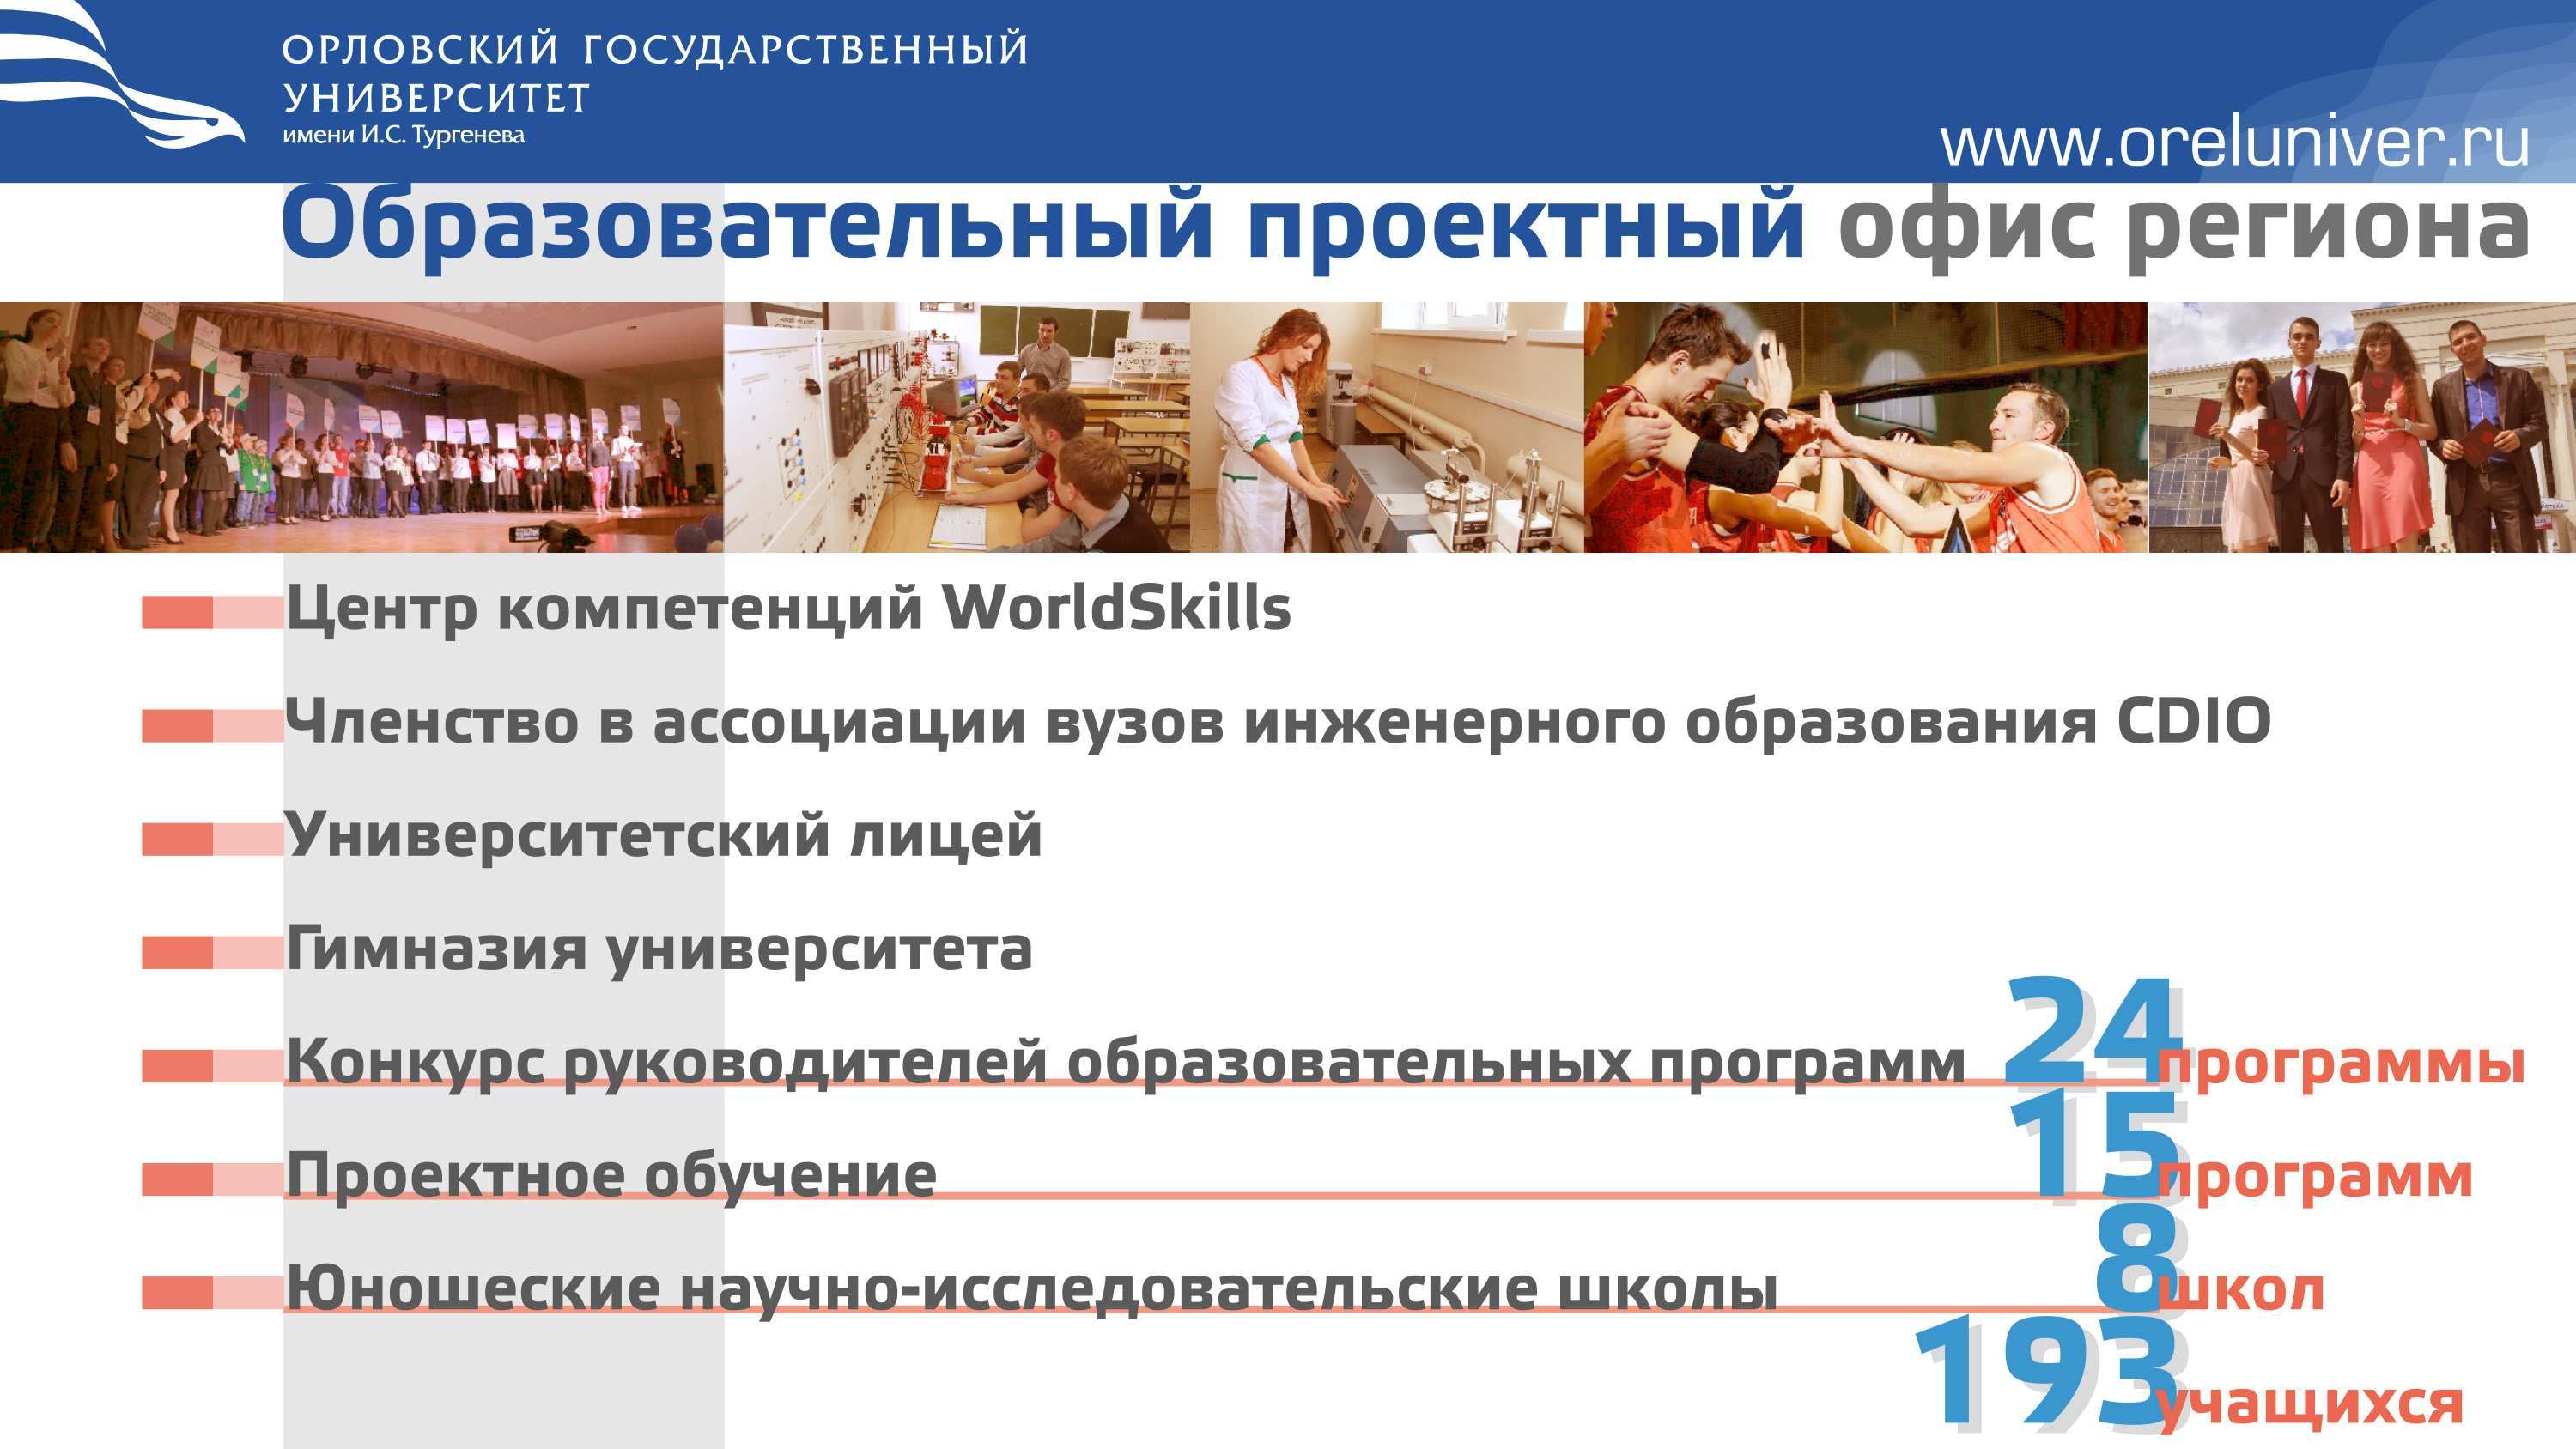 ОРЛОВСКИЙ ГОСУДАРСТВЕННЫЙ
УНИВЕРСИТЕТ
имени И.С. Тургенева
www.oreluniver.ru
Образовательный проектный офис региона
Центр компетенций WorldSkills
Членство в ассоциации вузов инженерного образования CDIO
Университетский лицей
Гимназия университета
Конкурс руководителей образовательных программ 24 программы
Проектное обучение 15 программ
Юношеские научно-исследовательские школы 8 школ
193 учащихся